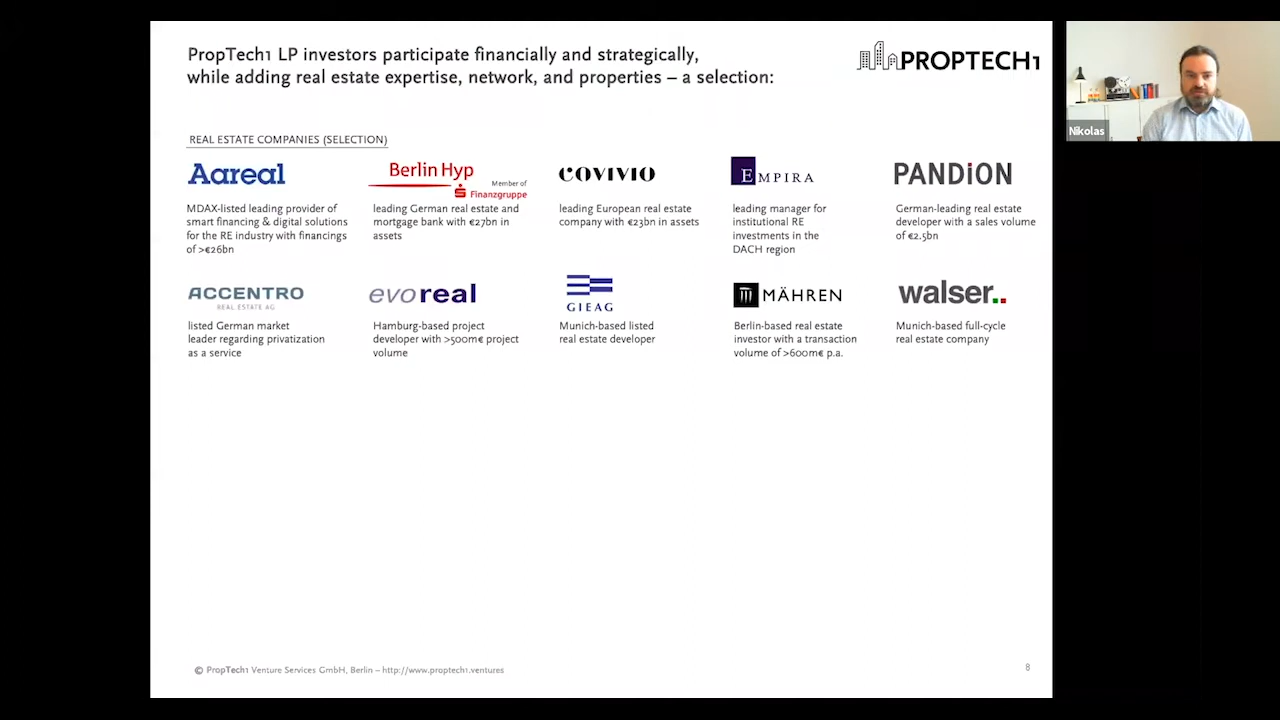 PropTech1 LP investors participate financially and strategically,
while adding real estate expertise, network, and properties – a selection:
PROPTECH1
Nikolas
REAL ESTATE COMPANIES (SELECTION)
Aareal
MDAX-listed leading provider of
smart financing & digital solutions
for the RE industry with financings
of >€26bn
Berlin Hyp
Member of
Finanzgruppe
leading German real estate and
mortgage bank with €27bn in
assets
COVIVIO
leading European real estate
company with €23bn in assets
EMPIRA
leading manager for
institutional RE
investments in the
DACH region
PANDiON
German-leading real estate
developer with a sales volume
of €2.5bn
ACCENTRO
REAL ESTATE AG
listed German market
leader regarding privatization
as a service
evoreal
Hamburg-based project
developer with >500m€ project
volume
GIEAG
Munich-based listed
real estate developer
MÄHREN
Berlin-based real estate
investor with a transaction
volume of >600m€ p.a.
walser..
Munich-based full-cycle
real estate company
© PropTech1 Venture Services GmbH, Berlin – http://www.proptech1.ventures
8